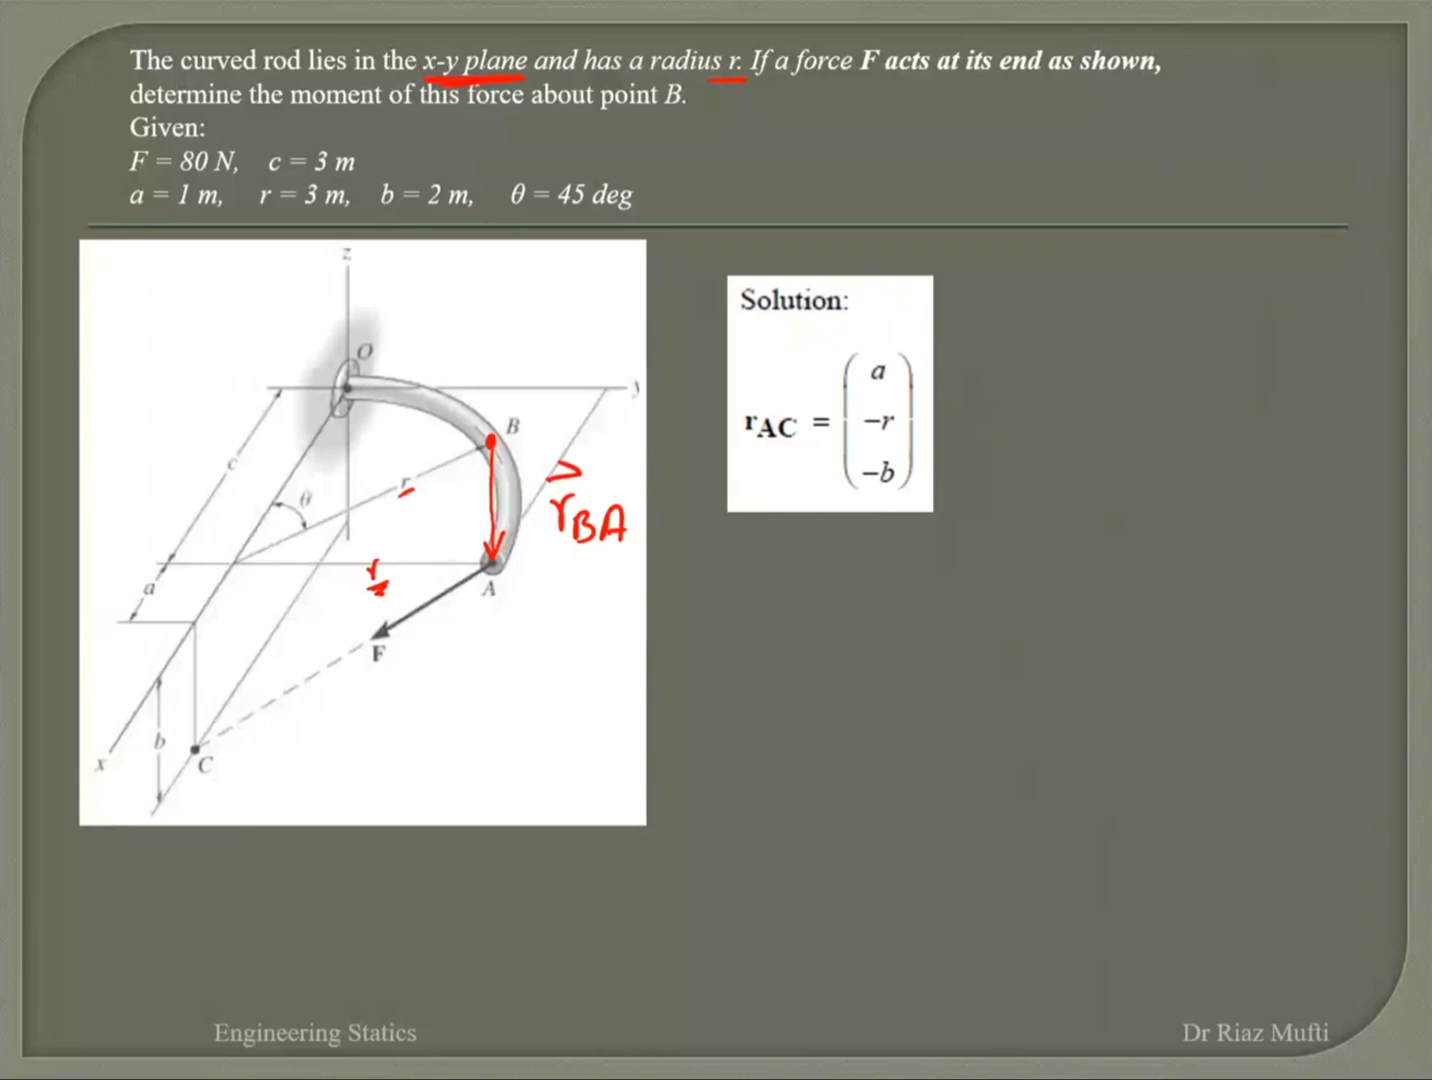 The curved rod lies in the x-y plane and has a radius r. If a force F acts at its end as shown,
determine the moment of this force about point B.
Given:
F = 80 N, c = 3 m
a = 1 m, r = 3 m, b = 2 m, θ = 45 deg
z
O
y
B
c
θ
r
r BA
r
a
A
F
b
x
C
Solution:
rAC = ( a
−r
−b )
Engineering Statics
Dr Riaz Mufti